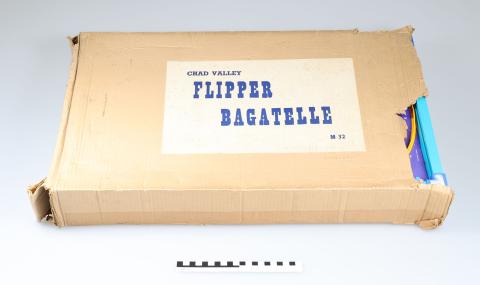 CHAD VALLEY
FLIPPER
BAGATELLE
M 32